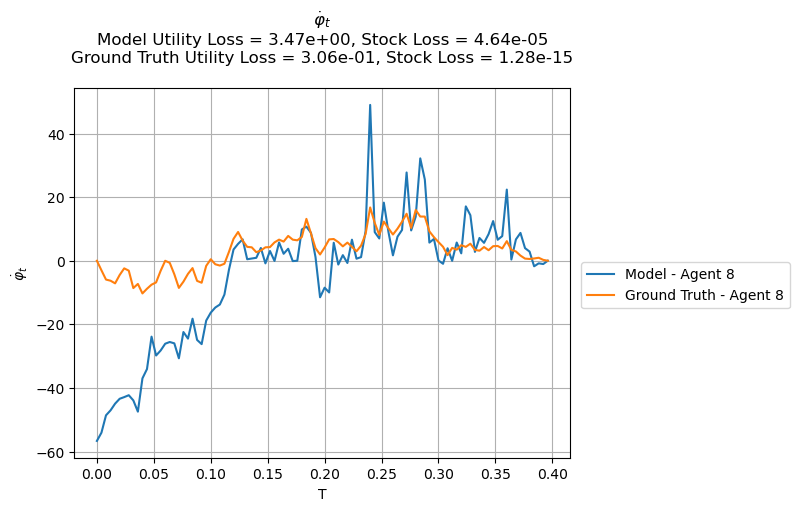 φ̇ₜ
Model Utility Loss = 3.47e+00, Stock Loss = 4.64e-05
Ground Truth Utility Loss = 3.06e-01, Stock Loss = 1.28e-15
40
20
0
−20
−40
−60
φ̇ₜ
0.00 0.05 0.10 0.15 0.20 0.25 0.30 0.35 0.40
T
Model - Agent 8
Ground Truth - Agent 8